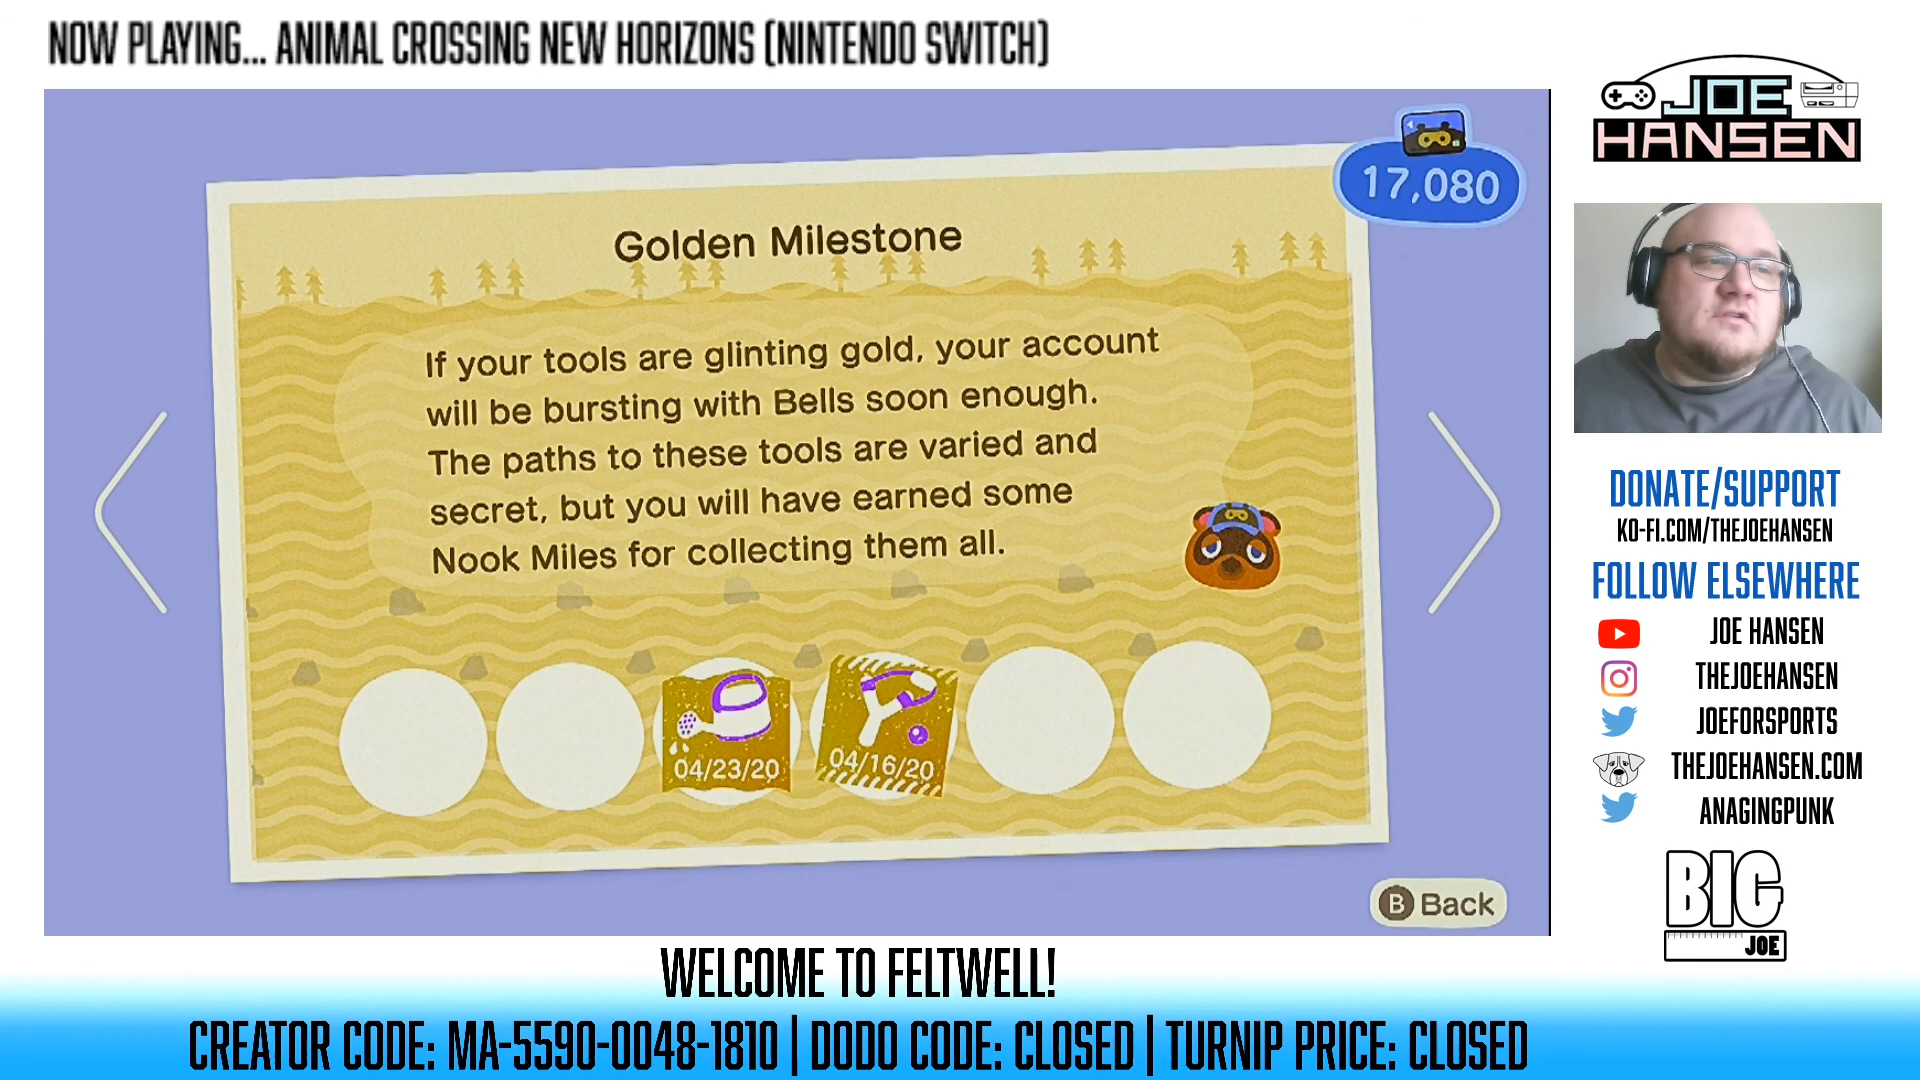 NOW PLAYING... ANIMAL CROSSING NEW HORIZONS (NINTENDO SWITCH)
JOE
HANSEN
17,080
Golden Milestone
If your tools are glinting gold, your account
will be bursting with Bells soon enough.
The paths to these tools are varied and
secret, but you will have earned some
Nook Miles for collecting them all.
04/23/20
04/16/20
B Back
DONATE/SUPPORT
KO-FI.COM/THEJOEHANSEN
FOLLOW ELSEWHERE
JOE HANSEN
THEJOEHANSEN
JOEFORSPORTS
THEJOEHANSEN.COM
ANAGINGPUNK
BIG
JOE
WELCOME TO FELTWELL!
CREATOR CODE: MA-5590-0048-1810 | DODO CODE: CLOSED | TURNIP PRICE: CLOSED